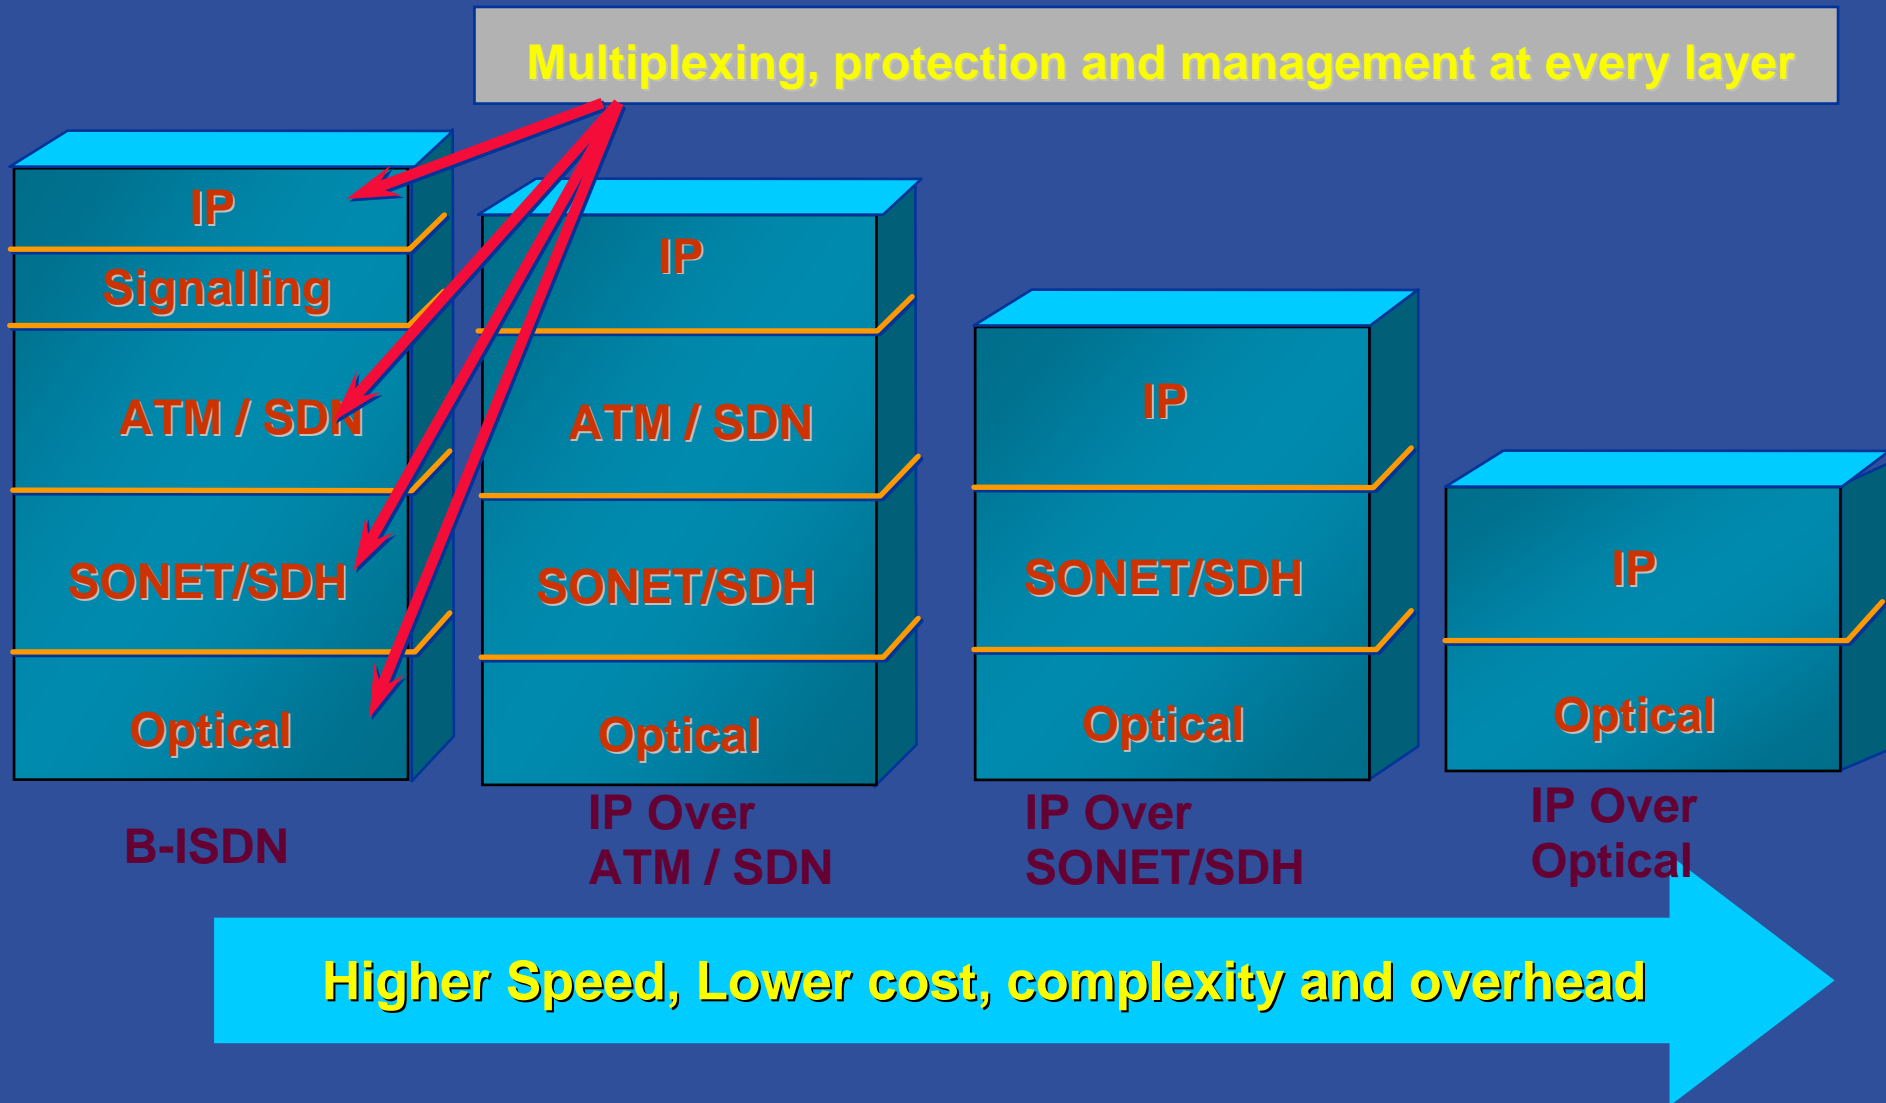 Multiplexing, protection and management at every layer
IP
Signalling
ATM / SDN
SONET/SDH
Optical
B-ISDN
IP
ATM / SDN
SONET/SDH
Optical
IP Over
ATM / SDN
IP
SONET/SDH
Optical
IP Over
SONET/SDH
IP
Optical
IP Over
Optical
Higher Speed, Lower cost, complexity and overhead